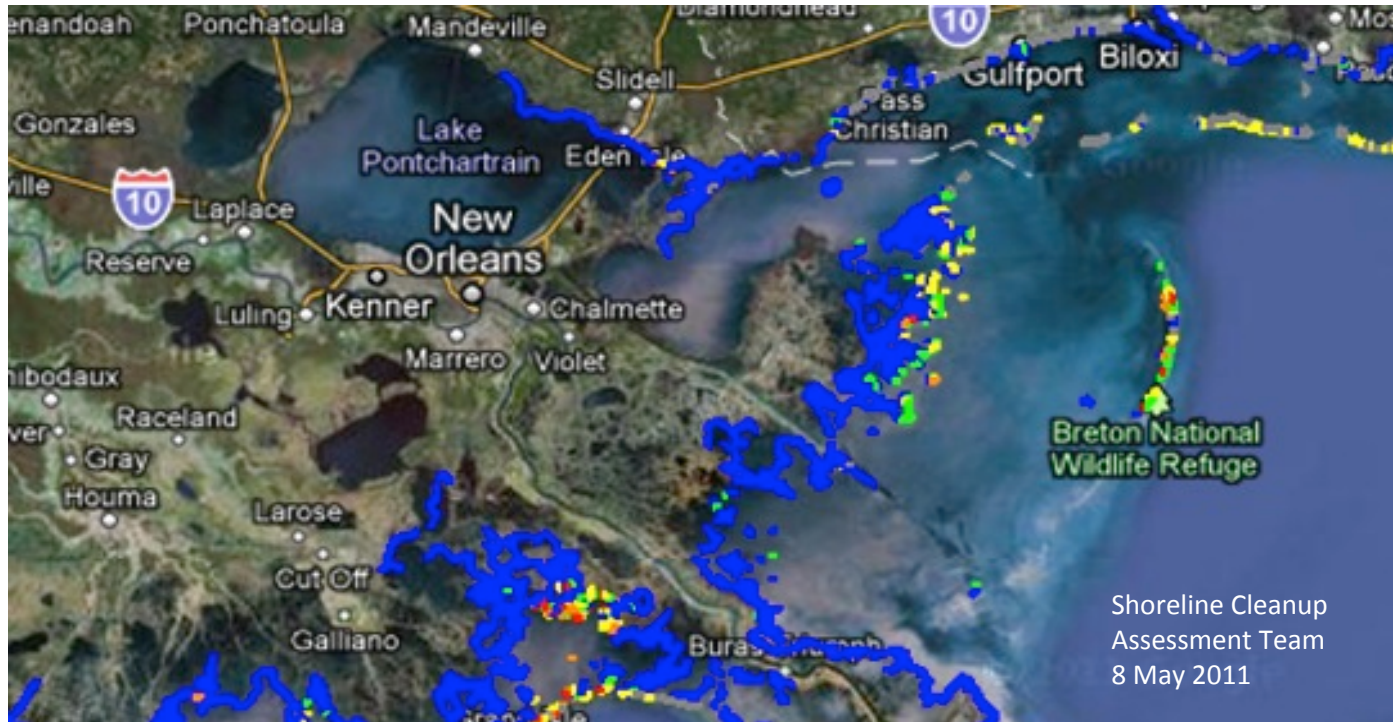 Ponchatoula
Mandeville
10
Slidell
Gulfport
Biloxi
Pass
Christian
Gonzales
Lake
Pontchartrain
10
Laplace
New
Orleans
Reserve
Kenner
Luling
Chalmette
Marrero
Violet
Raceland
Gray
Houma
Larose
Cut Off
Galliano
Breton National
Wildlife Refuge
Shoreline Cleanup
Assessment Team
8 May 2011